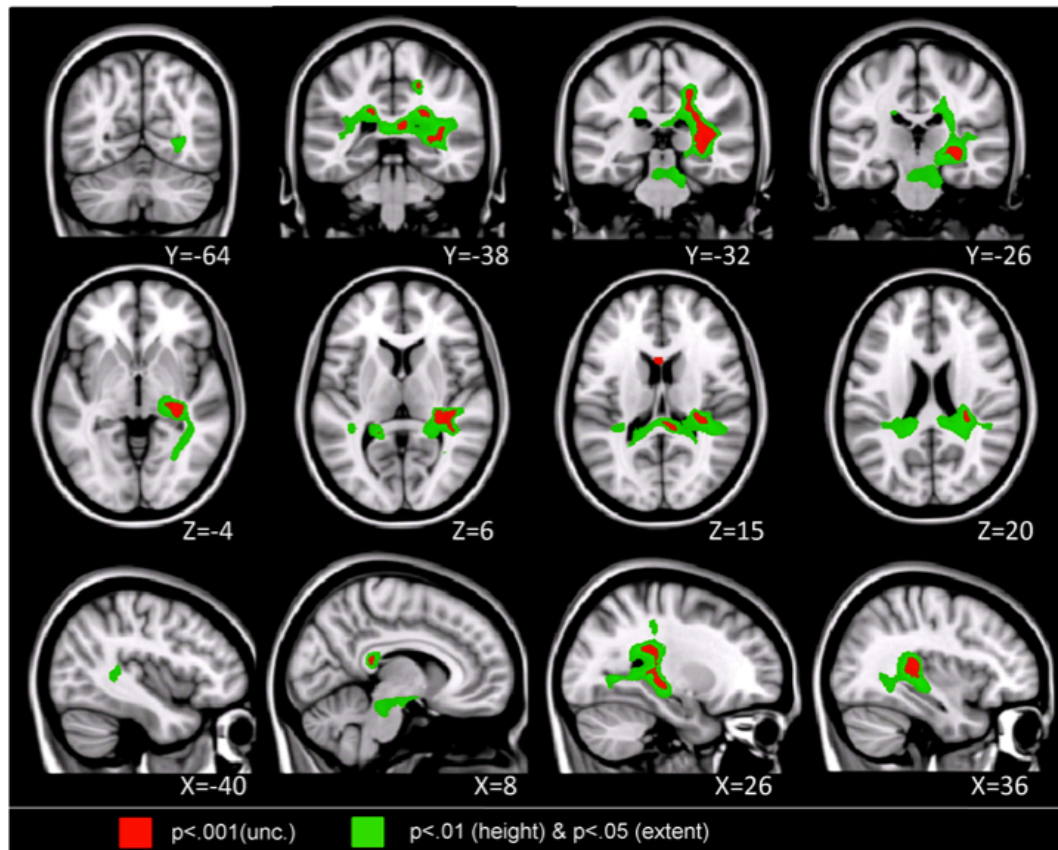 Y=-64 Y=-38 Y=-32 Y=-26
Z=-4 Z=6 Z=15 Z=20
X=-40 X=8 X=26 X=36
p<.001(unc.) p<.01 (height) & p<.05 (extent)